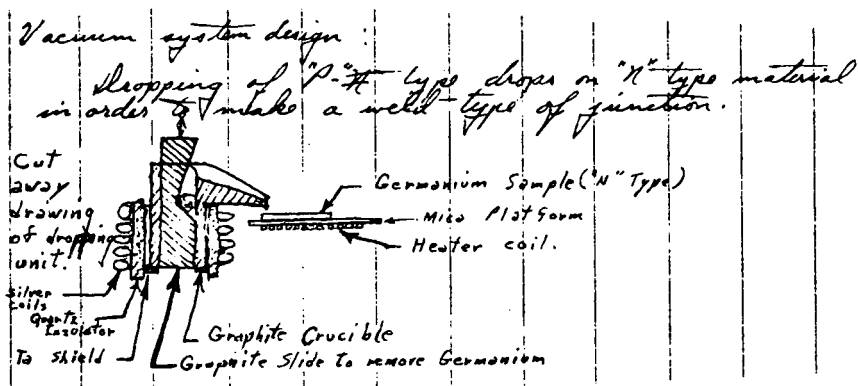 Vacuum system design:
Dropping of "P-" type drops on "N" type material
in order to make a weld type of junction.
Cut
away
drawing
of dropping
unit.
Germanium Sample ("N" Type)
Mica Platform
Heater coil.
Silver
coils
Quartz
Insulator
Ta Shield
Graphite Crucible
Graphite Slide to remove Germanium